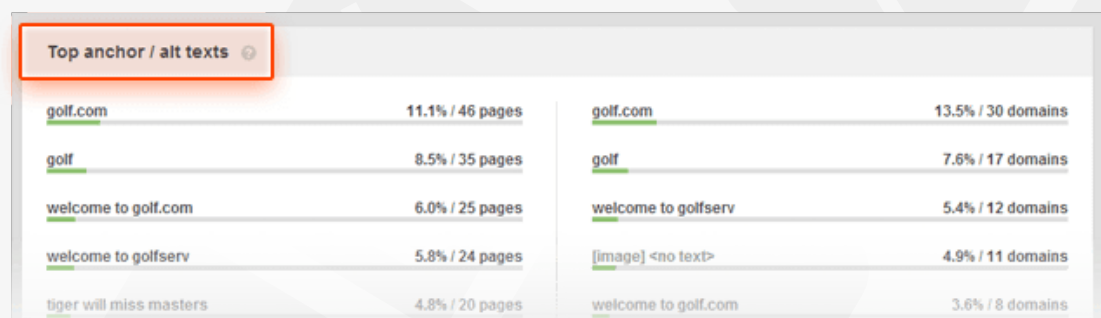 Top anchor / alt texts ?
golf.com 11.1% / 46 pages
golf 8.5% / 35 pages
welcome to golf.com 6.0% / 25 pages
welcome to golfserv 5.8% / 24 pages
tiger will miss masters 4.8% / 20 pages
golf.com 13.5% / 30 domains
golf 7.6% / 17 domains
welcome to golfserv 5.4% / 12 domains
[image] <no text> 4.9% / 11 domains
welcome to golf.com 3.6% / 8 domains